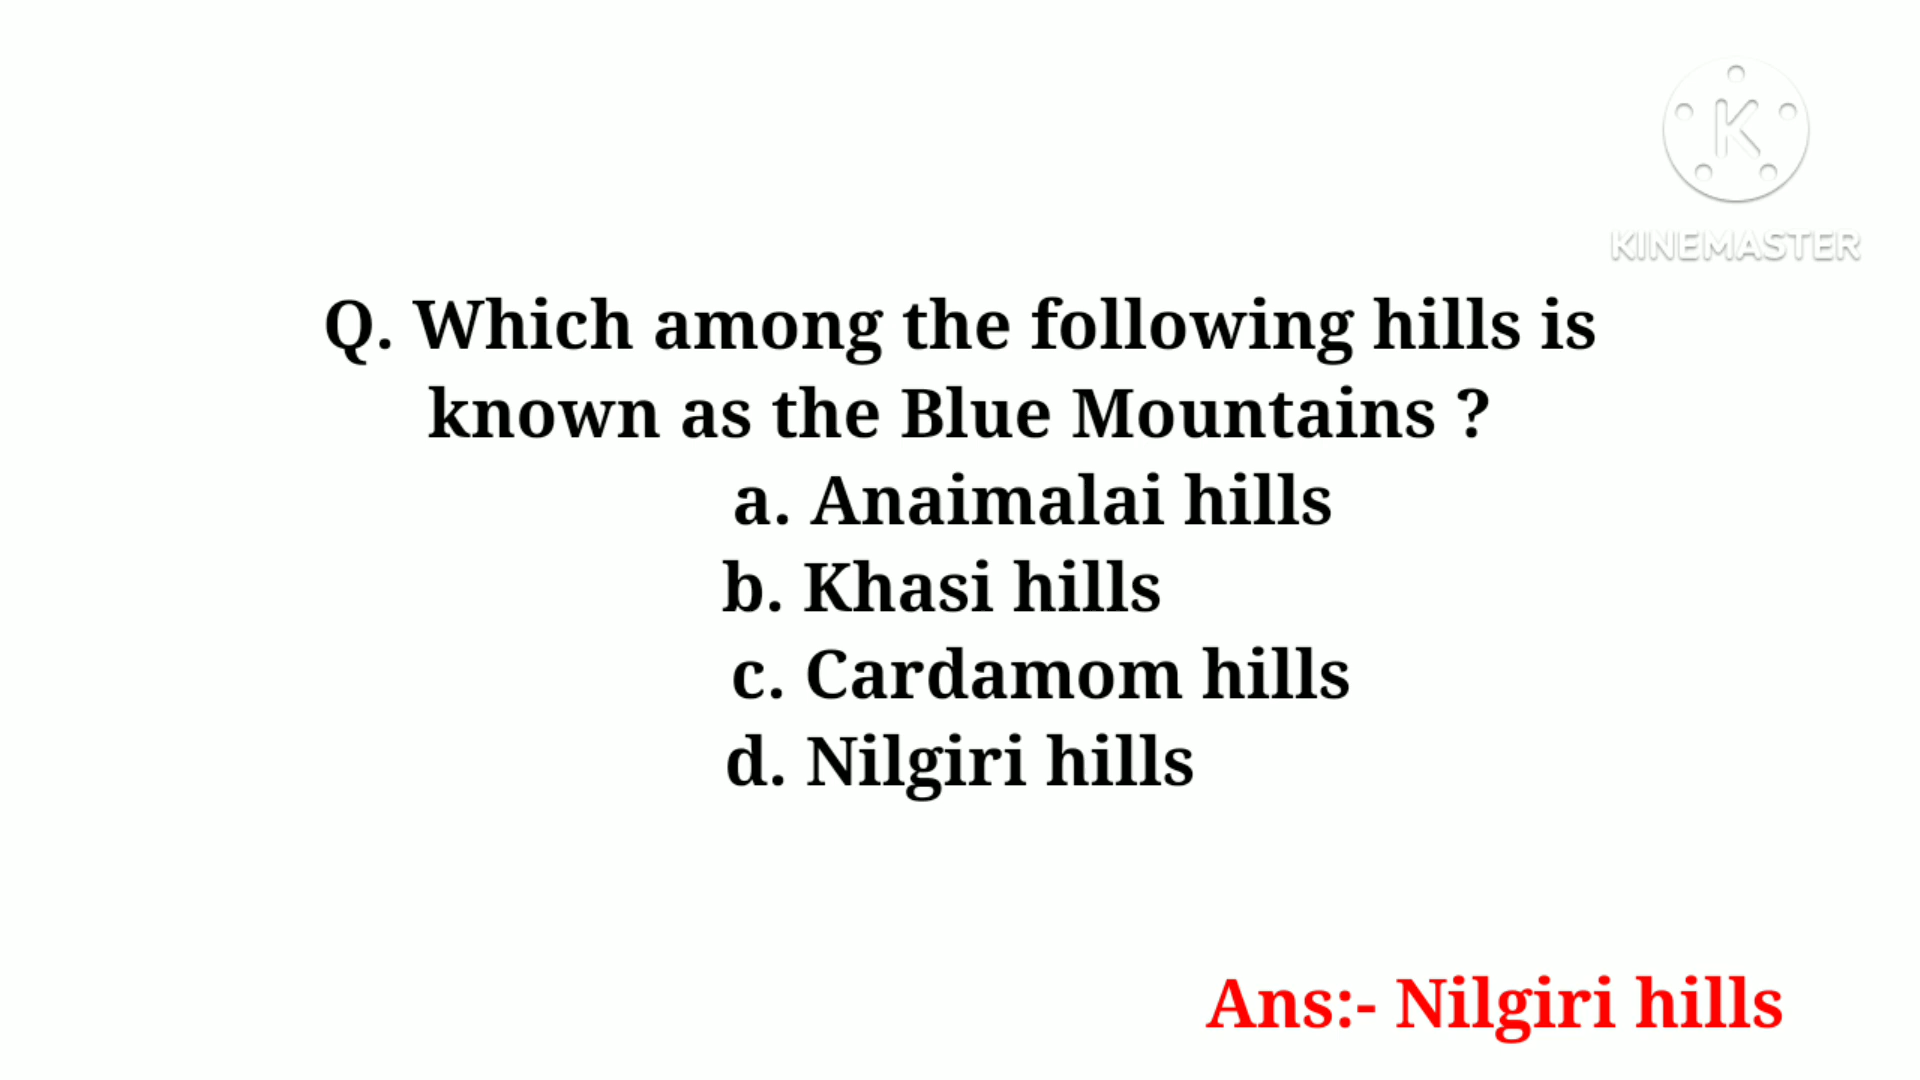 K
KINEMASTER
Q. Which among the following hills is
known as the Blue Mountains ?
a. Anaimalai hills
b. Khasi hills
c. Cardamom hills
d. Nilgiri hills
Ans:- Nilgiri hills